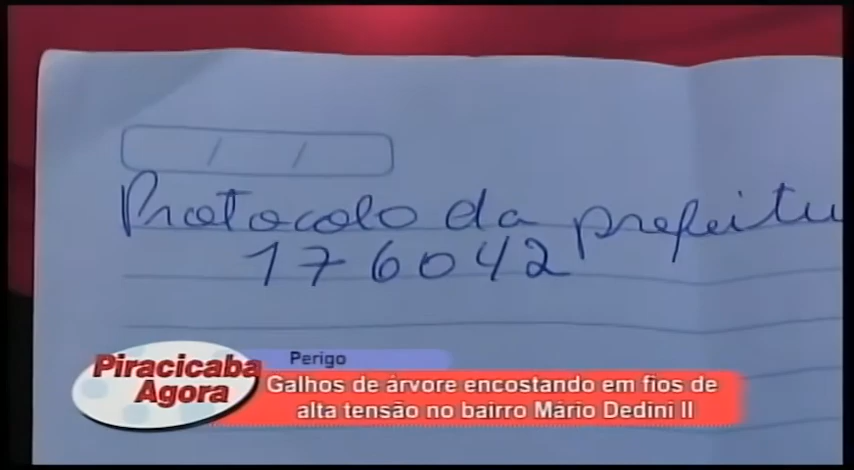 / /
Protocolo da prefeitu
176042
Perigo
Piracicaba
Agora
Galhos de árvore encostando em fios de
alta tensão no bairro Mário Dedini II